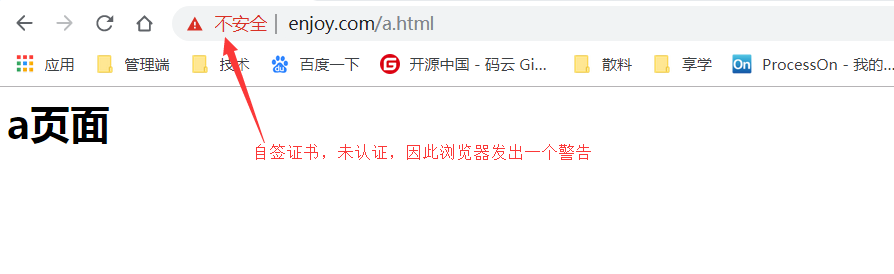 不安全 | enjoy.com/a.html
应用 管理端 技术 百度一下 开源中国 - 码云 Gi... 散料 享学 On ProcessOn - 我的...
a页面
自签证书，未认证，因此浏览器发出一个警告